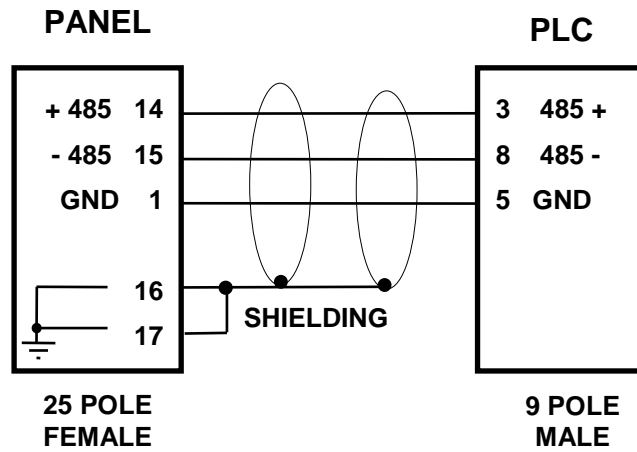 PANEL
PLC
+ 485 14
3 485 +
- 485 15
8 485 -
GND 1
5 GND
16
SHIELDING
17
25 POLE
FEMALE
9 POLE
MALE